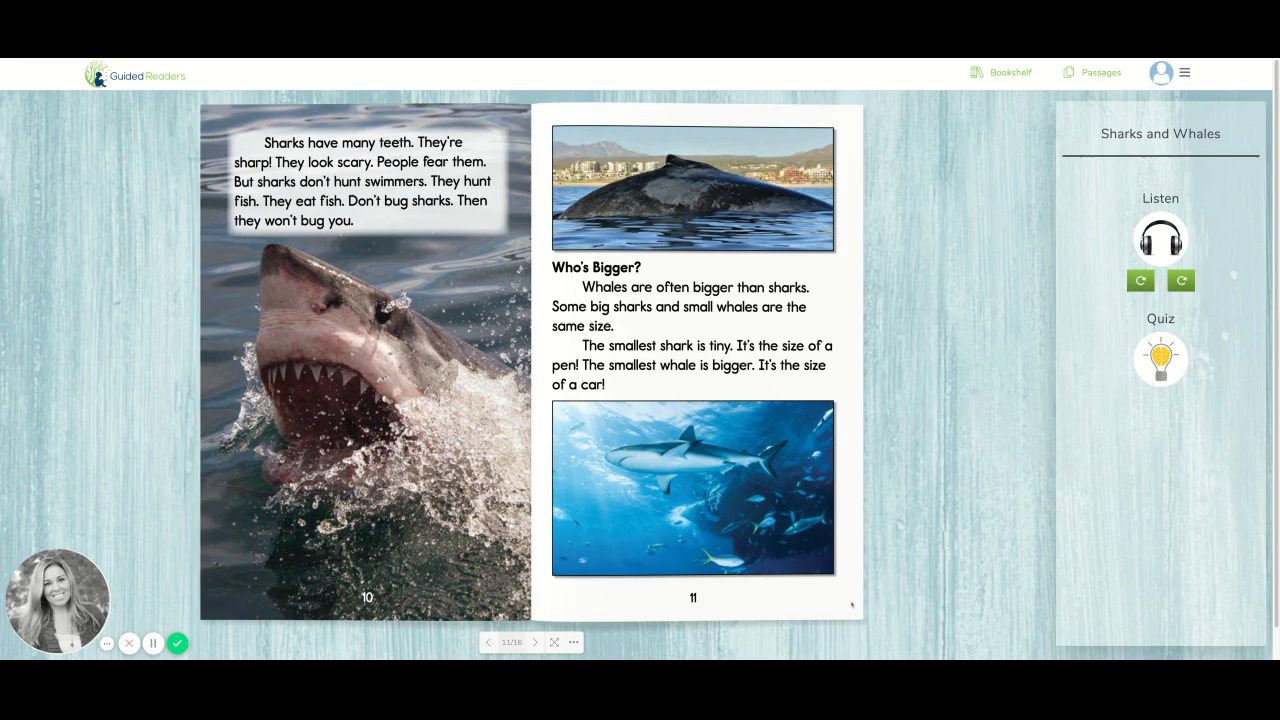 Guided Readers
Bookshelf
Passages
Sharks have many teeth. They're
sharp! They look scary. People fear them.
But sharks don't hunt swimmers. They hunt
fish. They eat fish. Don't bug sharks. Then
they won't bug you.
10
Who's Bigger?
Whales are often bigger than sharks.
Some big sharks and small whales are the
same size.
The smallest shark is tiny. It's the size of a
pen! The smallest whale is bigger. It's the size
of a car!
11
Sharks and Whales
Listen
Quiz
11/16